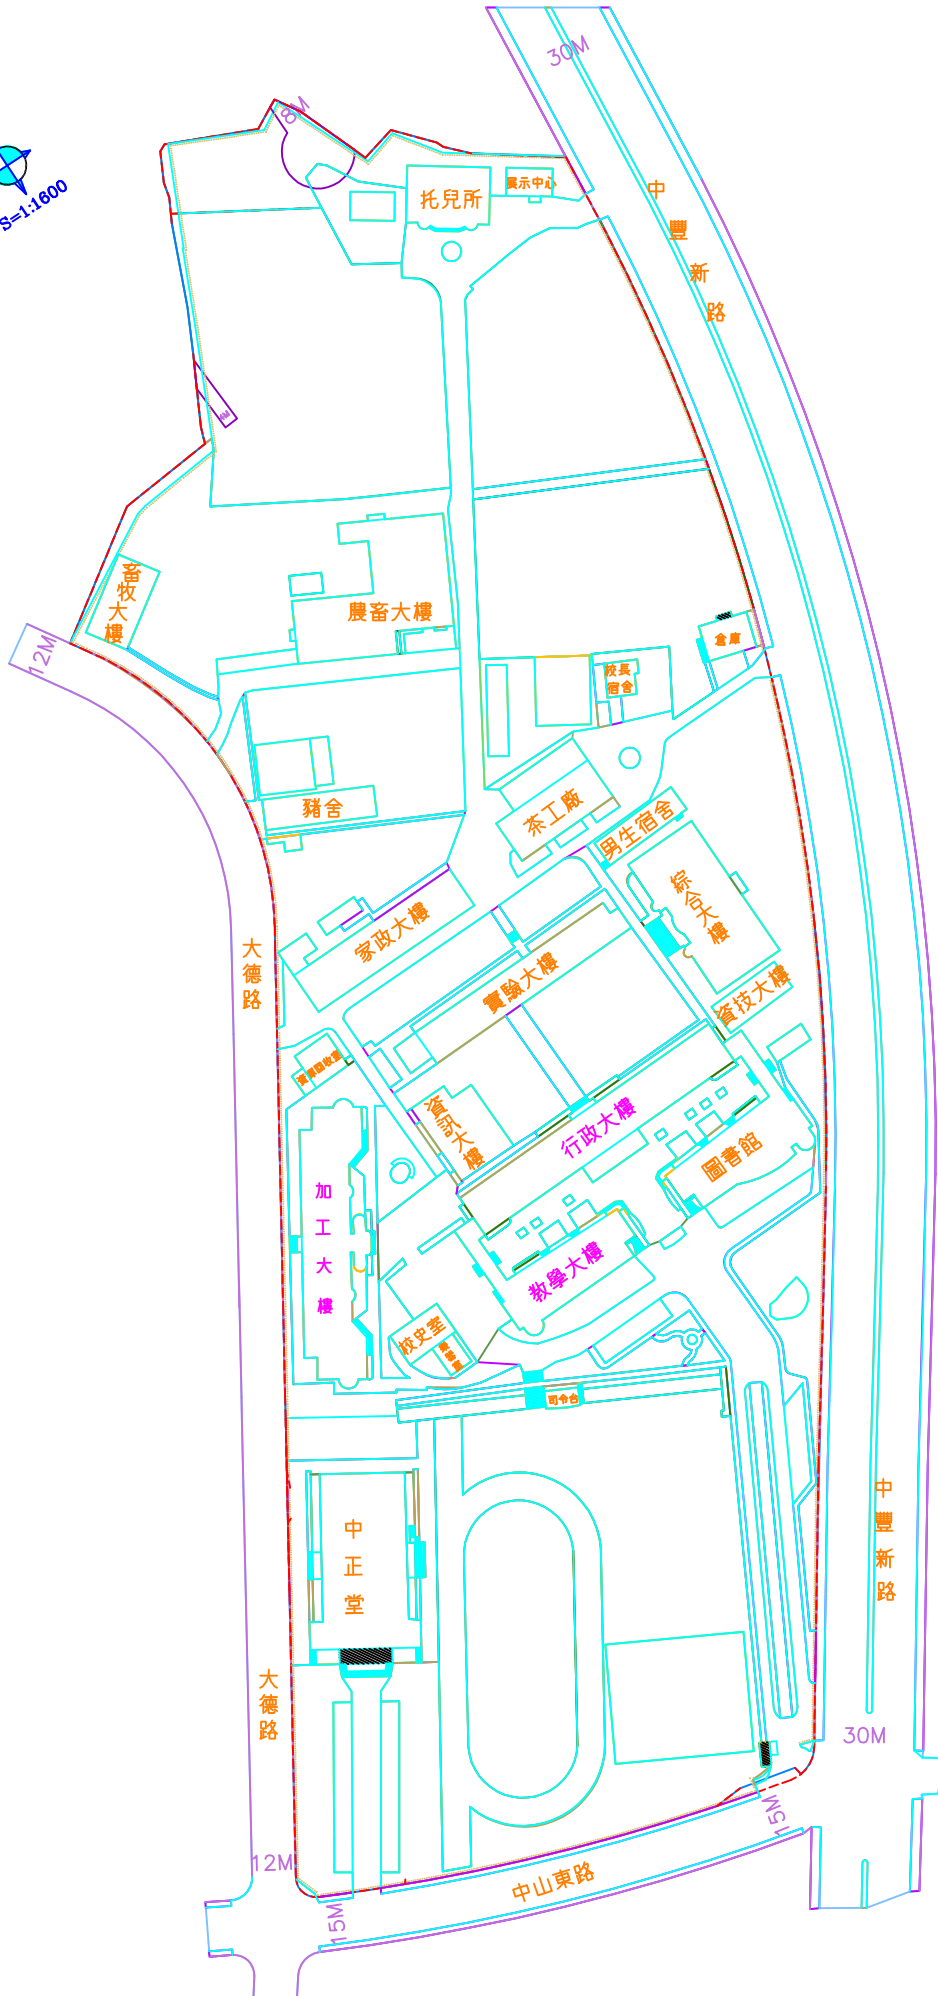 30M
8M
S=1:1600
展示中心
托兒所
中豐新路
畜牧大樓
12M
農畜大樓
倉庫
校長
宿舍
豬舍
茶工廠
男生宿舍
綜合大樓
家政大樓
大德路
實驗大樓
資技大樓
資訊大樓
行政大樓
圖書館
加工大樓
教學大樓
校史室
司令台
中豐新路
中正堂
大德路
30M
15M
12M
中山東路
15M